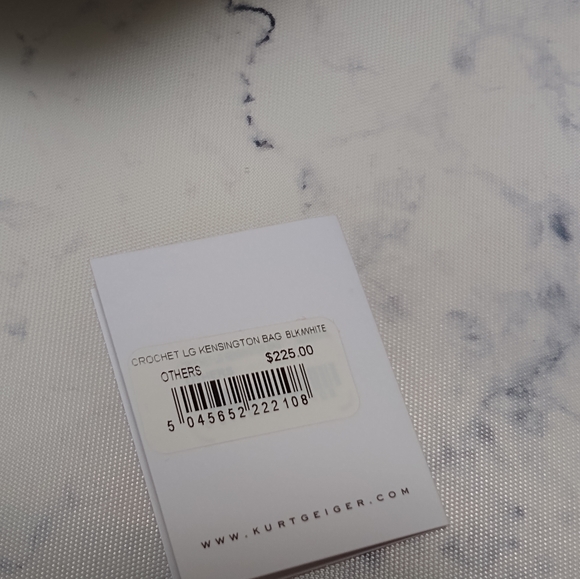 CROCHET LG KENSINGTON BAG BLK/WHITE
$225.00
OTHERS
5 045652 222108
WWW.KURTGEIGER.COM